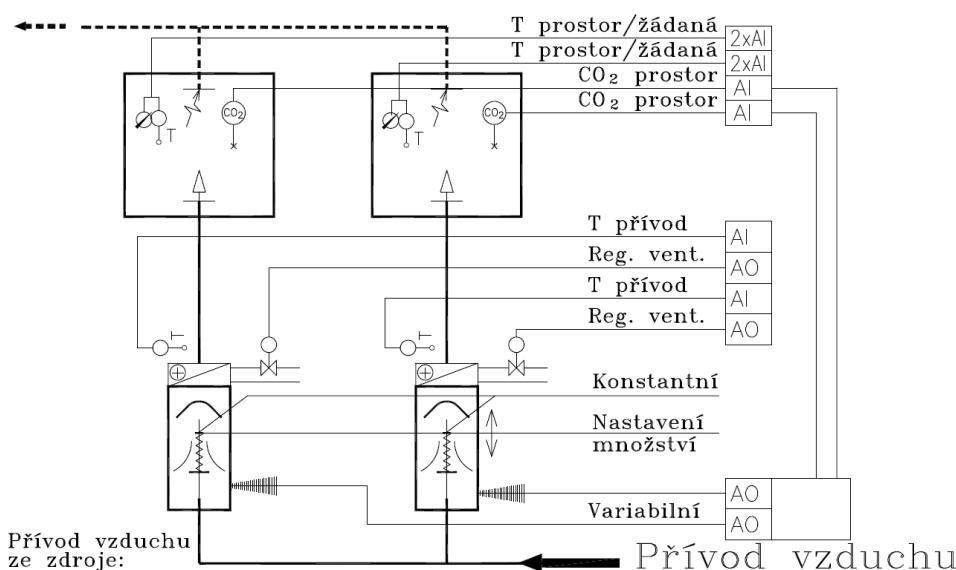 T prostor/žádaná 2xAI
T prostor/žádaná 2xAI
CO₂ prostor AI
CO₂ prostor AI
T CO₂ T CO₂
T přívod AI
Reg. vent. AO
T přívod AI
Reg. vent. AO
T T
Konstantní
Nastavení
množství
AO
Variabilní AO
Přívod vzduchu
ze zdroje:
Přívod vzduchu